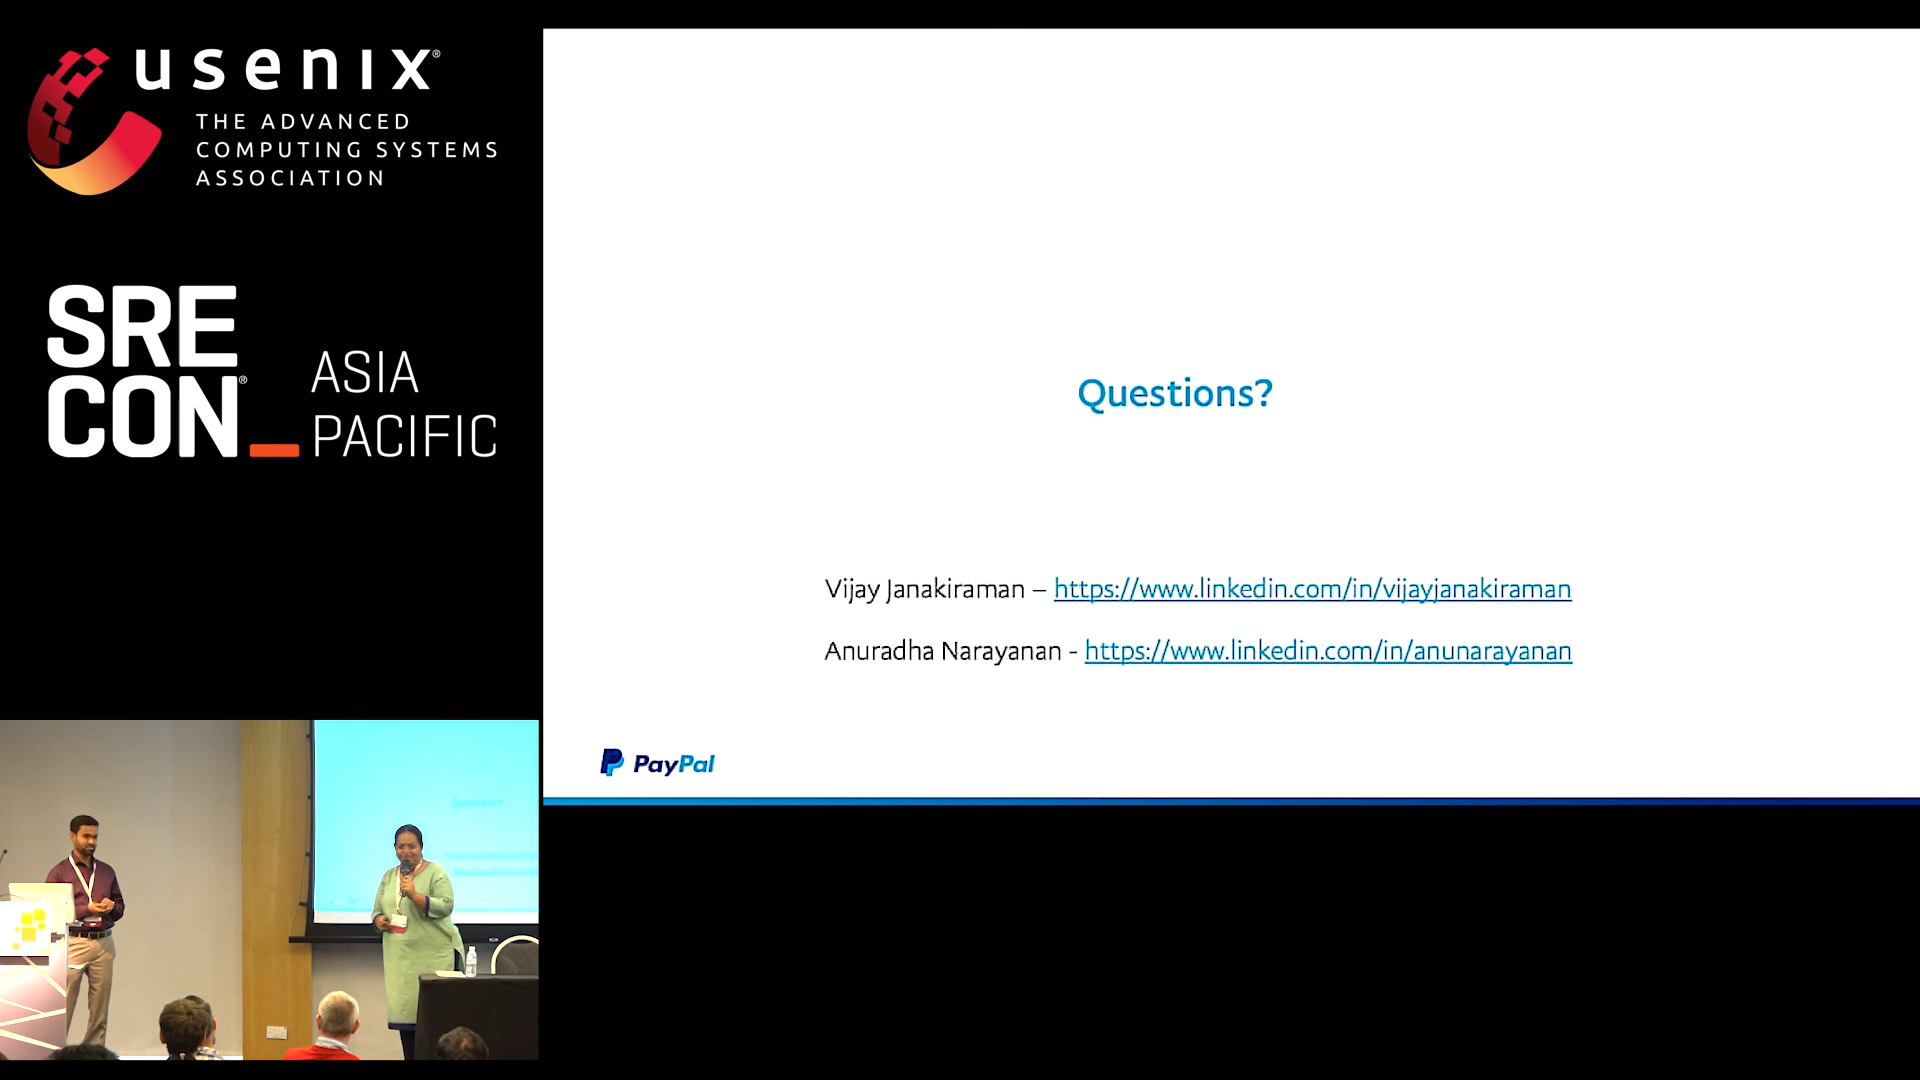 usenix®
THE ADVANCED
COMPUTING SYSTEMS
ASSOCIATION
SRE
CON®
ASIA
PACIFIC
Questions?
Vijay Janakiraman – https://www.linkedin.com/in/vijayjanakiraman
Anuradha Narayanan - https://www.linkedin.com/in/anunarayanan
PayPal
Questions?